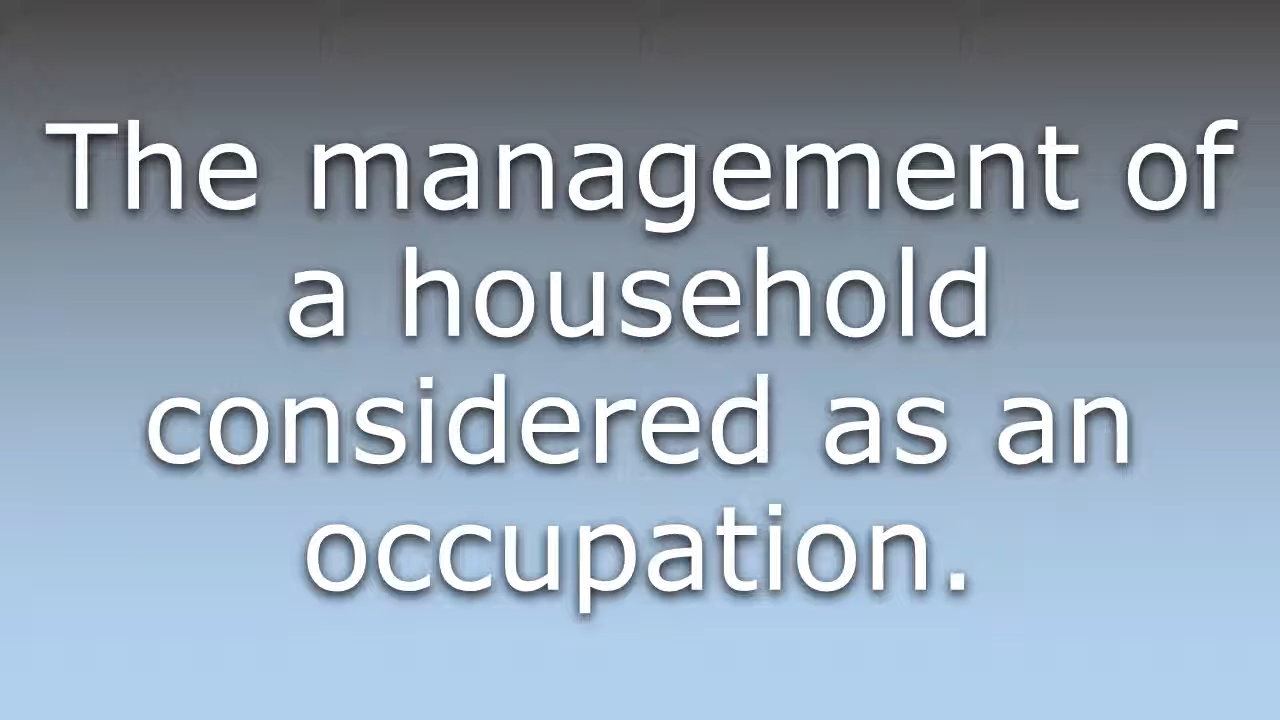 The management of
a household
considered as an
occupation.